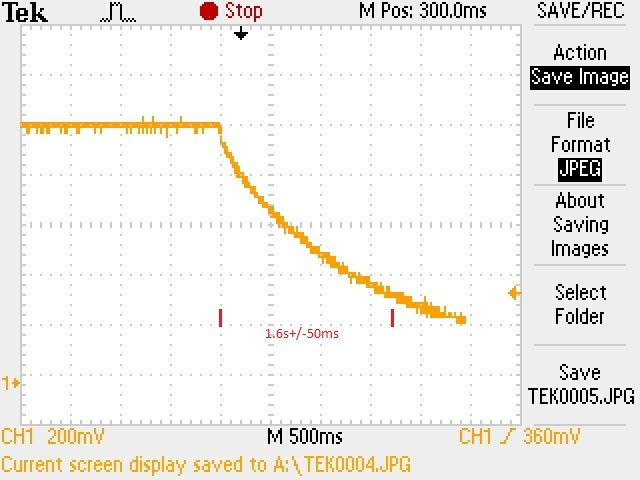 Tek Stop M Pos: 300.0ms SAVE/REC
Action
Save Image
File
Format
JPEG
About
Saving
Images
Select
Folder
Save
TEK0005.JPG
1.6s+/-50ms
1
CH1 200mV M 500ms CH1 / 360mV
Current screen display saved to A:\TEK0004.JPG